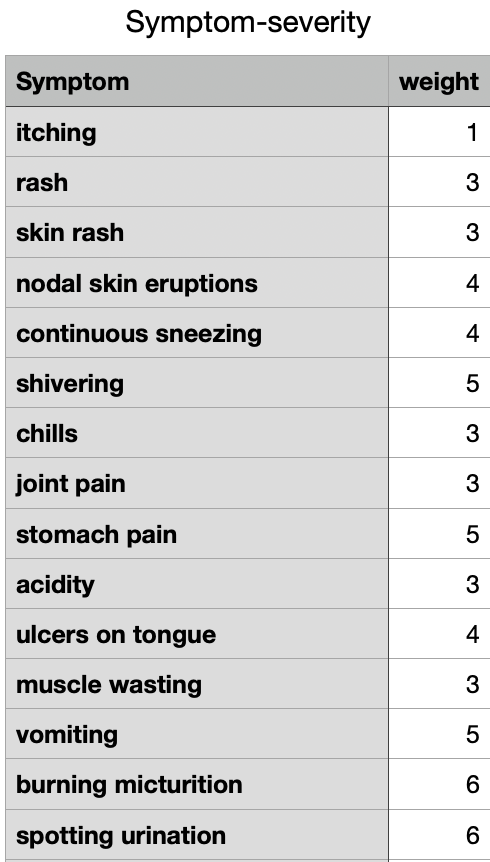 Symptom-severity
Symptom weight
itching 1
rash 3
skin rash 3
nodal skin eruptions 4
continuous sneezing 4
shivering 5
chills 3
joint pain 3
stomach pain 5
acidity 3
ulcers on tongue 4
muscle wasting 3
vomiting 5
burning micturition 6
spotting urination 6